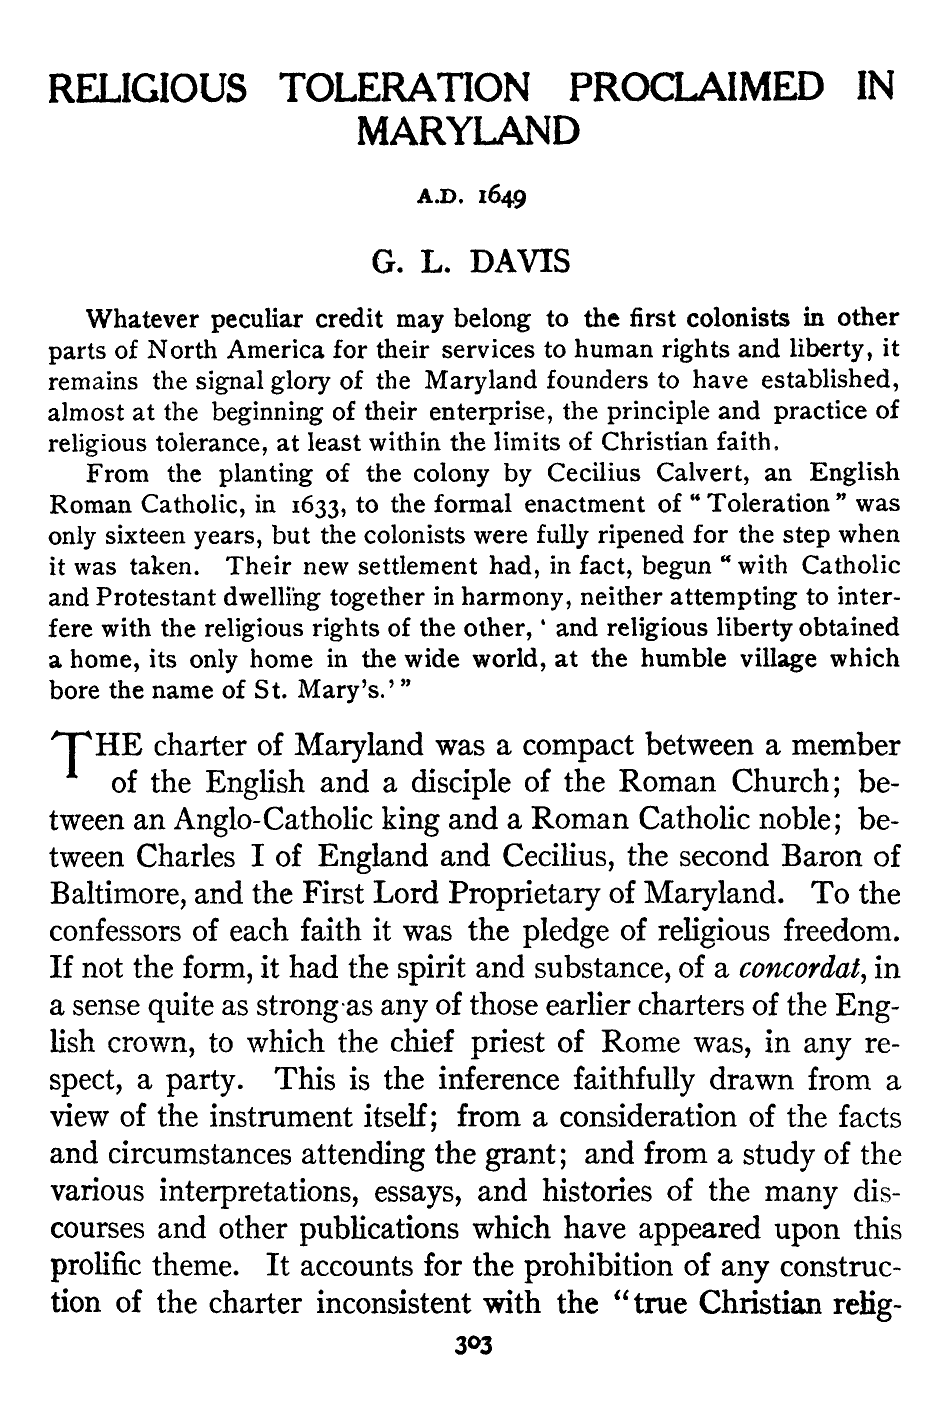 RELIGIOUS TOLERATION PROCLAIMED IN
MARYLAND
A.D. 1649
G. L. DAVIS
Whatever peculiar credit may belong to the first colonists in other
parts of North America for their services to human rights and liberty, it
remains the signal glory of the Maryland founders to have established,
almost at the beginning of their enterprise, the principle and practice of
religious tolerance, at least within the limits of Christian faith.
From the planting of the colony by Cecilius Calvert, an English
Roman Catholic, in 1633, to the formal enactment of “Toleration” was
only sixteen years, but the colonists were fully ripened for the step when
it was taken. Their new settlement had, in fact, begun “with Catholic
and Protestant dwelling together in harmony, neither attempting to inter-
fere with the religious rights of the other, ‘ and religious liberty obtained
a home, its only home in the wide world, at the humble village which
bore the name of St. Mary's.’”
THE charter of Maryland was a compact between a member
of the English and a disciple of the Roman Church; be-
tween an Anglo-Catholic king and a Roman Catholic noble; be-
tween Charles I of England and Cecilius, the second Baron of
Baltimore, and the First Lord Proprietary of Maryland. To the
confessors of each faith it was the pledge of religious freedom.
If not the form, it had the spirit and substance, of a concordat, in
a sense quite as strong as any of those earlier charters of the Eng-
lish crown, to which the chief priest of Rome was, in any re-
spect, a party. This is the inference faithfully drawn from a
view of the instrument itself; from a consideration of the facts
and circumstances attending the grant; and from a study of the
various interpretations, essays, and histories of the many dis-
courses and other publications which have appeared upon this
prolific theme. It accounts for the prohibition of any construc-
tion of the charter inconsistent with the “true Christian relig-
303